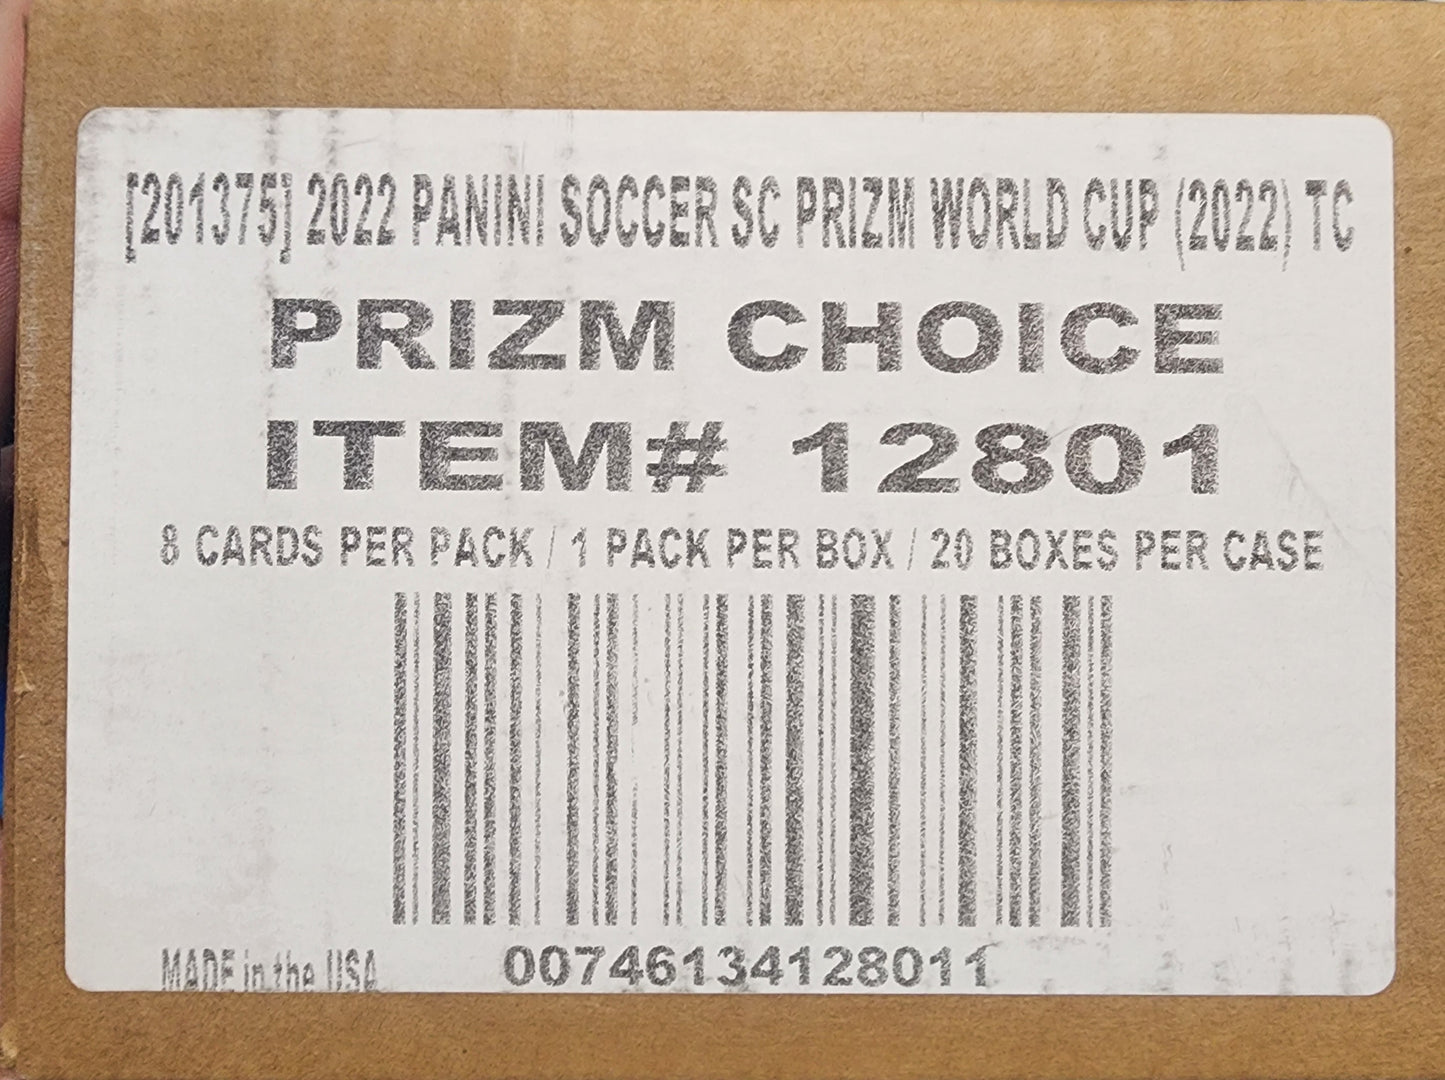 [201375] 2022 PANINI SOCCER SC PRIZM WORLD CUP (2022) TC
PRIZM CHOICE
ITEM# 12801
8 CARDS PER PACK / 1 PACK PER BOX / 20 BOXES PER CASE
MADE in the USA
00746134128011